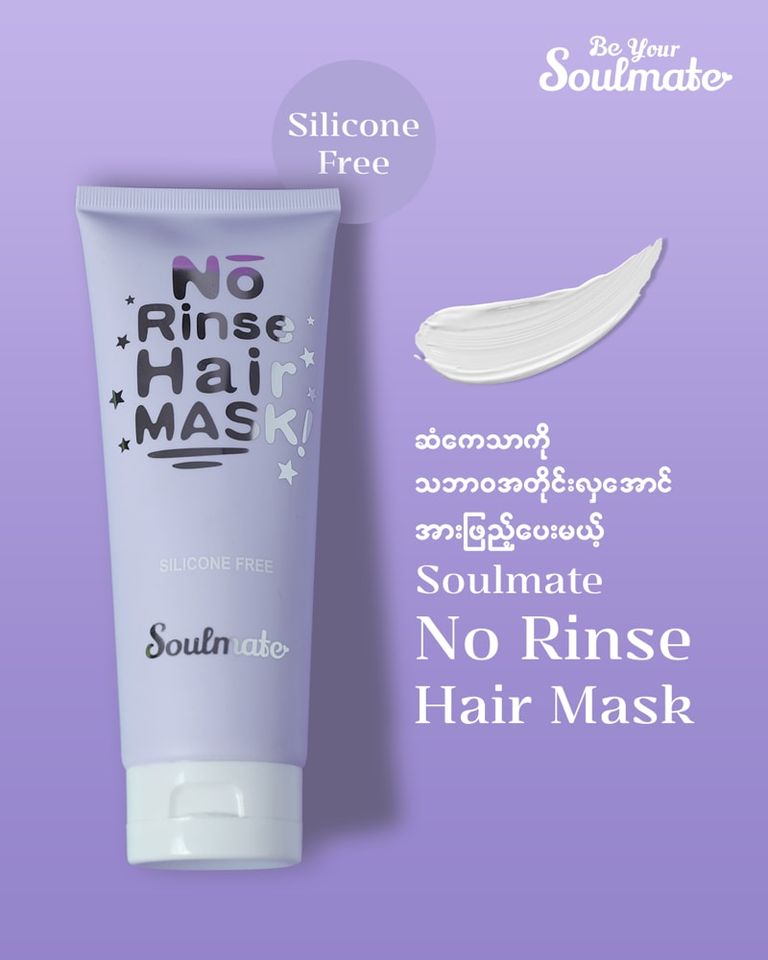 Be Your
Soulmate
Silicone
Free
No
Rinse
Hair
MASK!
SILICONE FREE
Soulmate
ဆံကေသာကို
သဘာဝအတိုင်းလှအောင်
အားဖြည့်ပေးမယ့်
Soulmate
No Rinse
Hair Mask